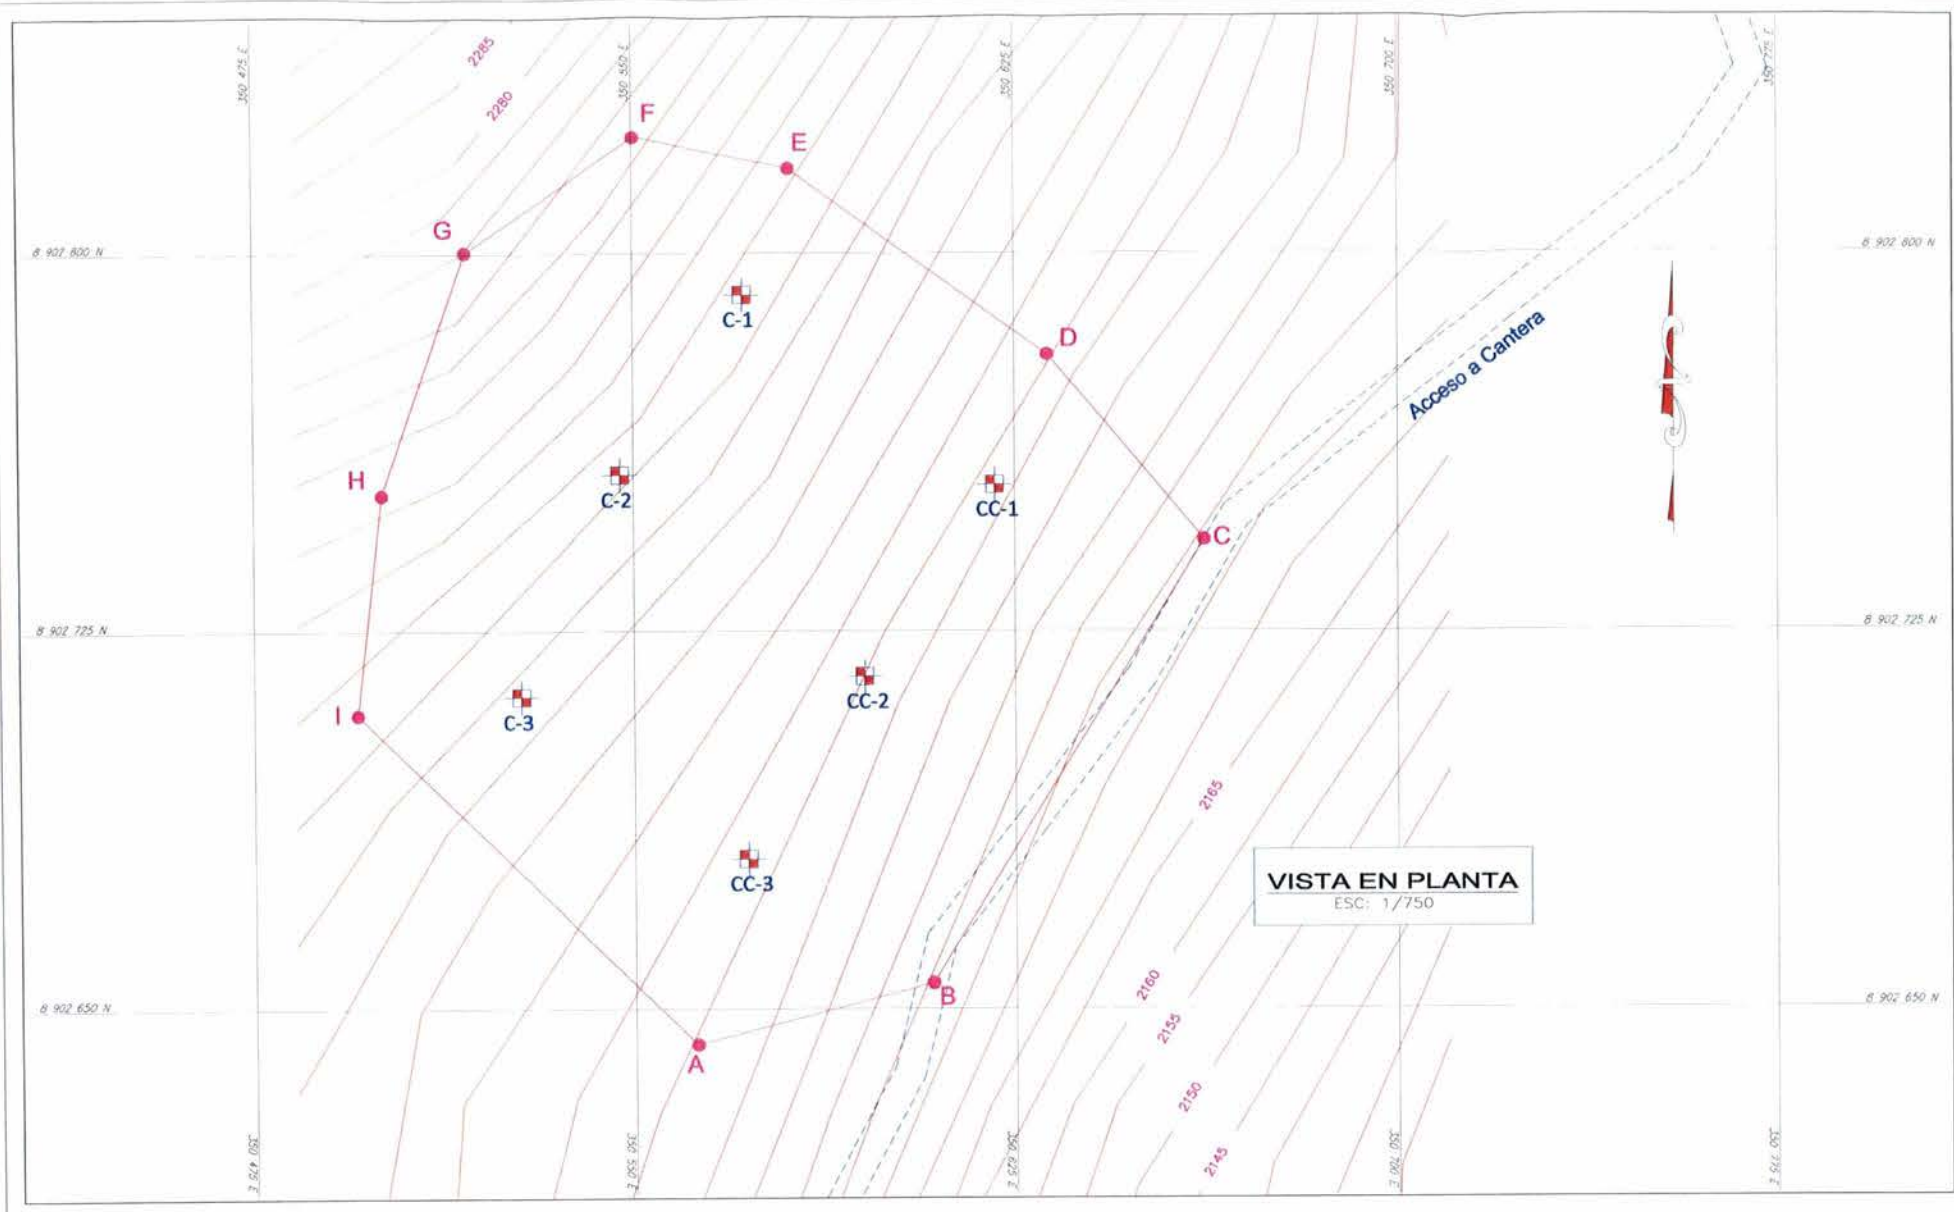 350 475 E
350 550 E
350 625 E
350 700 E
350 775 E
2285
2280
F
E
G
8 902 800 N
8 902 800 N
C-1
D
Acceso a Cantera
H
C-2
CC-1
C
8 902 725 N
8 902 725 N
CC-2
C-3
I
2165
CC-3
VISTA EN PLANTA
ESC: 1/750
2160
B
8 902 650 N
8 902 650 N
2155
A
2150
2145
350 475 E
350 550 E
350 625 E
350 700 E
350 775 E